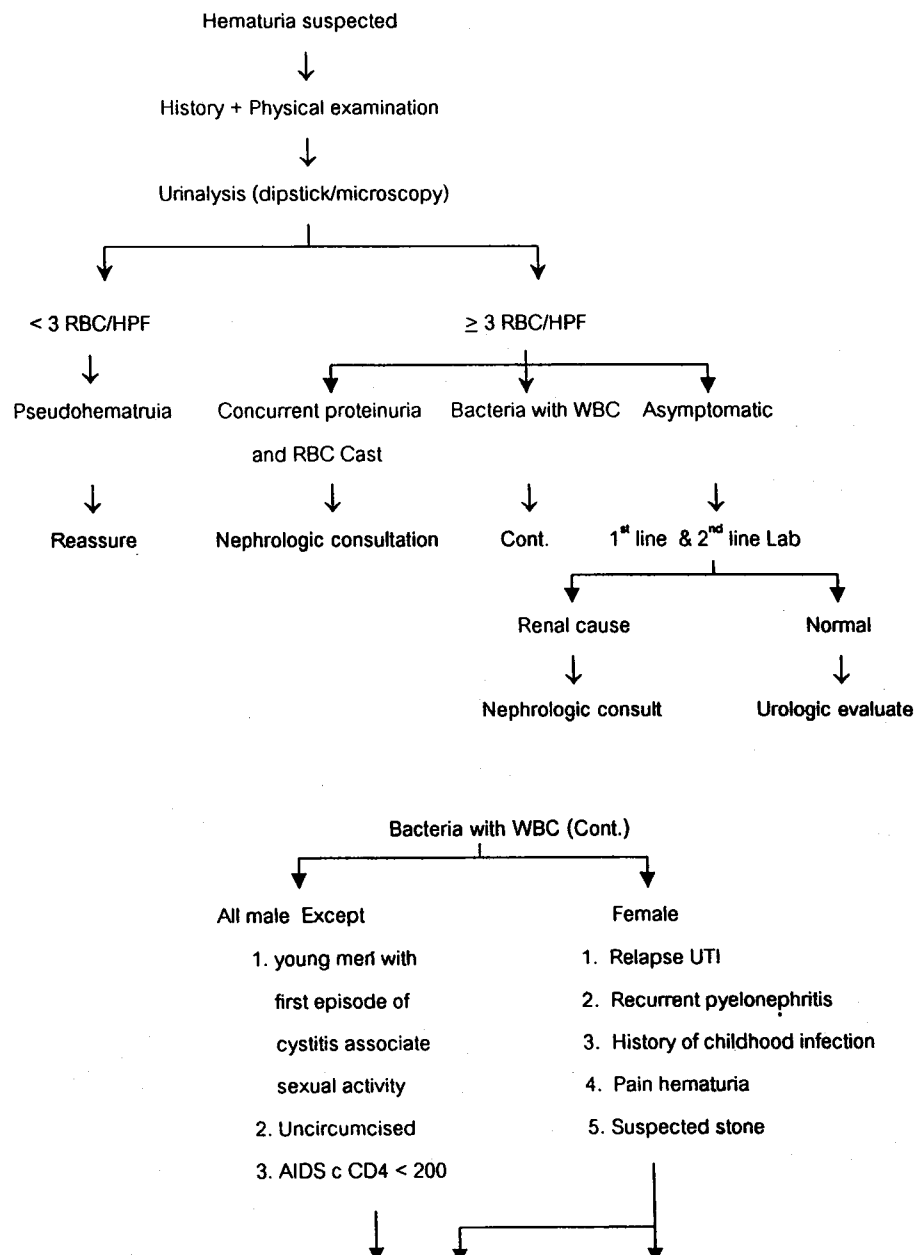 Hematuria suspected
History + Physical examination
Urinalysis (dipstick/microscopy)
< 3 RBC/HPF
≥ 3 RBC/HPF
Pseudohematruia
Concurrent proteinuria
and RBC Cast
Bacteria with WBC
Asymptomatic
Reassure
Nephrologic consultation
Cont.
1st line & 2nd line Lab
Renal cause
Normal
Nephrologic consult
Urologic evaluate
Bacteria with WBC (Cont.)
All male Except
1. young men with
first episode of
cystitis associate
sexual activity
2. Uncircumcised
3. AIDS c CD4 < 200
Female
1. Relapse UTI
2. Recurrent pyelonephritis
3. History of childhood infection
4. Pain hematuria
5. Suspected stone